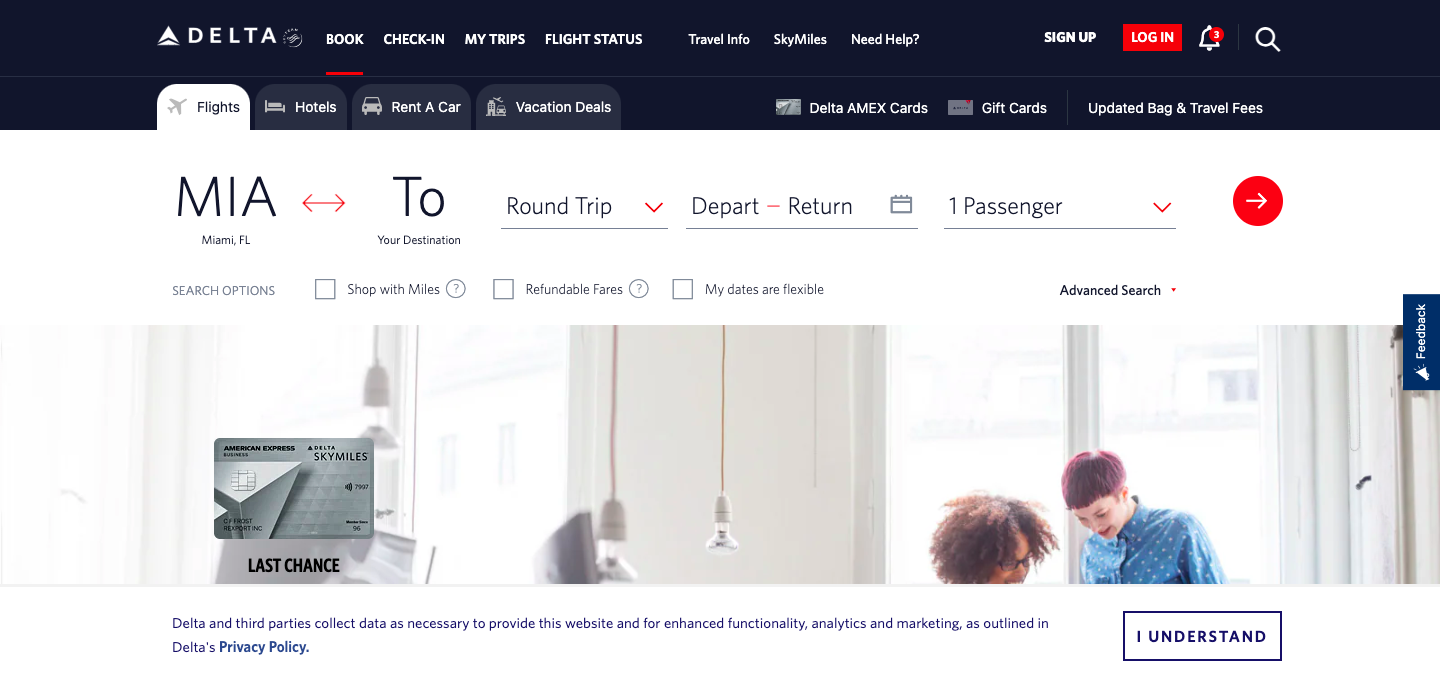 DELTA
BOOK
CHECK-IN
MY TRIPS
FLIGHT STATUS
Travel Info
SkyMiles
Need Help?
SIGN UP
LOG IN
3
Flights
Hotels
Rent A Car
Vacation Deals
Delta AMEX Cards
Gift Cards
Updated Bag & Travel Fees
MIA
Miami, FL
To
Your Destination
Round Trip
Depart – Return
1 Passenger
SEARCH OPTIONS
Shop with Miles ?
Refundable Fares ?
My dates are flexible
Advanced Search
Feedback
AMERICAN EXPRESS
BUSINESS
DELTA
SKYMILES
7997
C F FROST
REXPORT INC
Member Since
96
LAST CHANCE
Delta and third parties collect data as necessary to provide this website and for enhanced functionality, analytics and marketing, as outlined in
Delta's Privacy Policy.
I UNDERSTAND